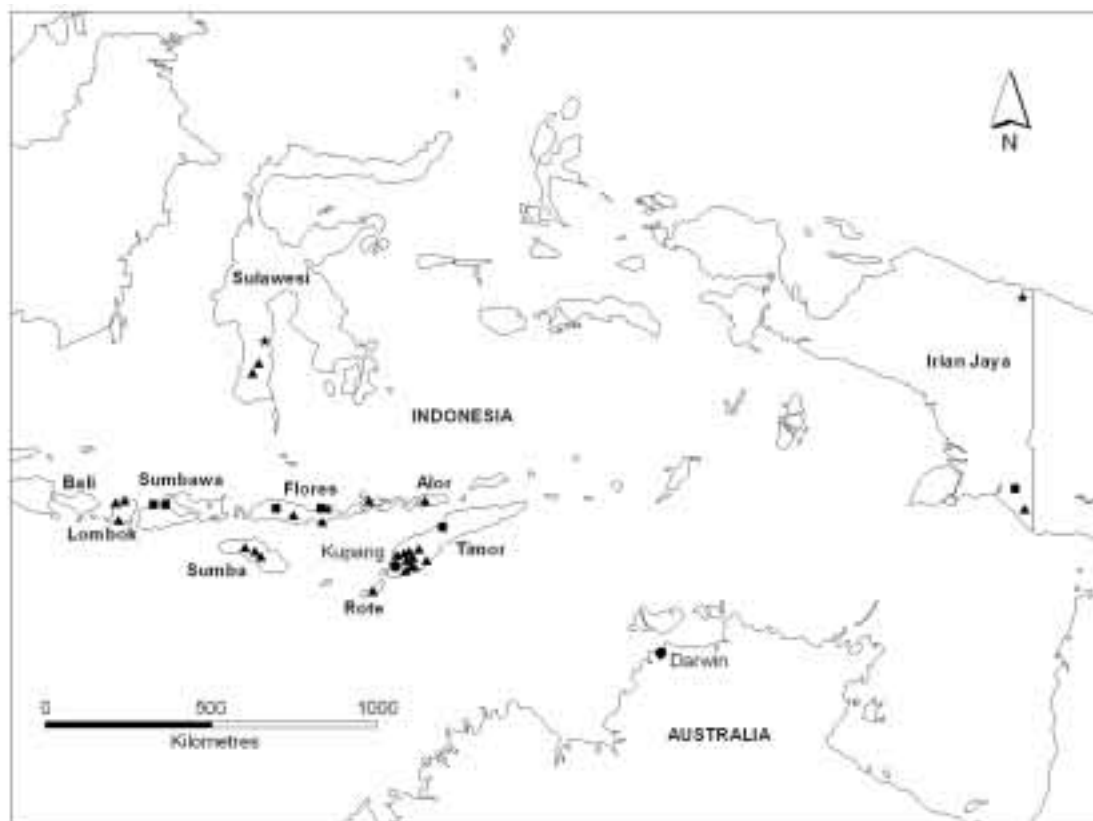 N
Sulawesi
Irian Jaya
INDONESIA
Bali
Sumbawa
Flores
Alor
Lombok
Kupang
Timor
Sumba
Rote
Darwin
0 500 1000
Kilometres
AUSTRALIA